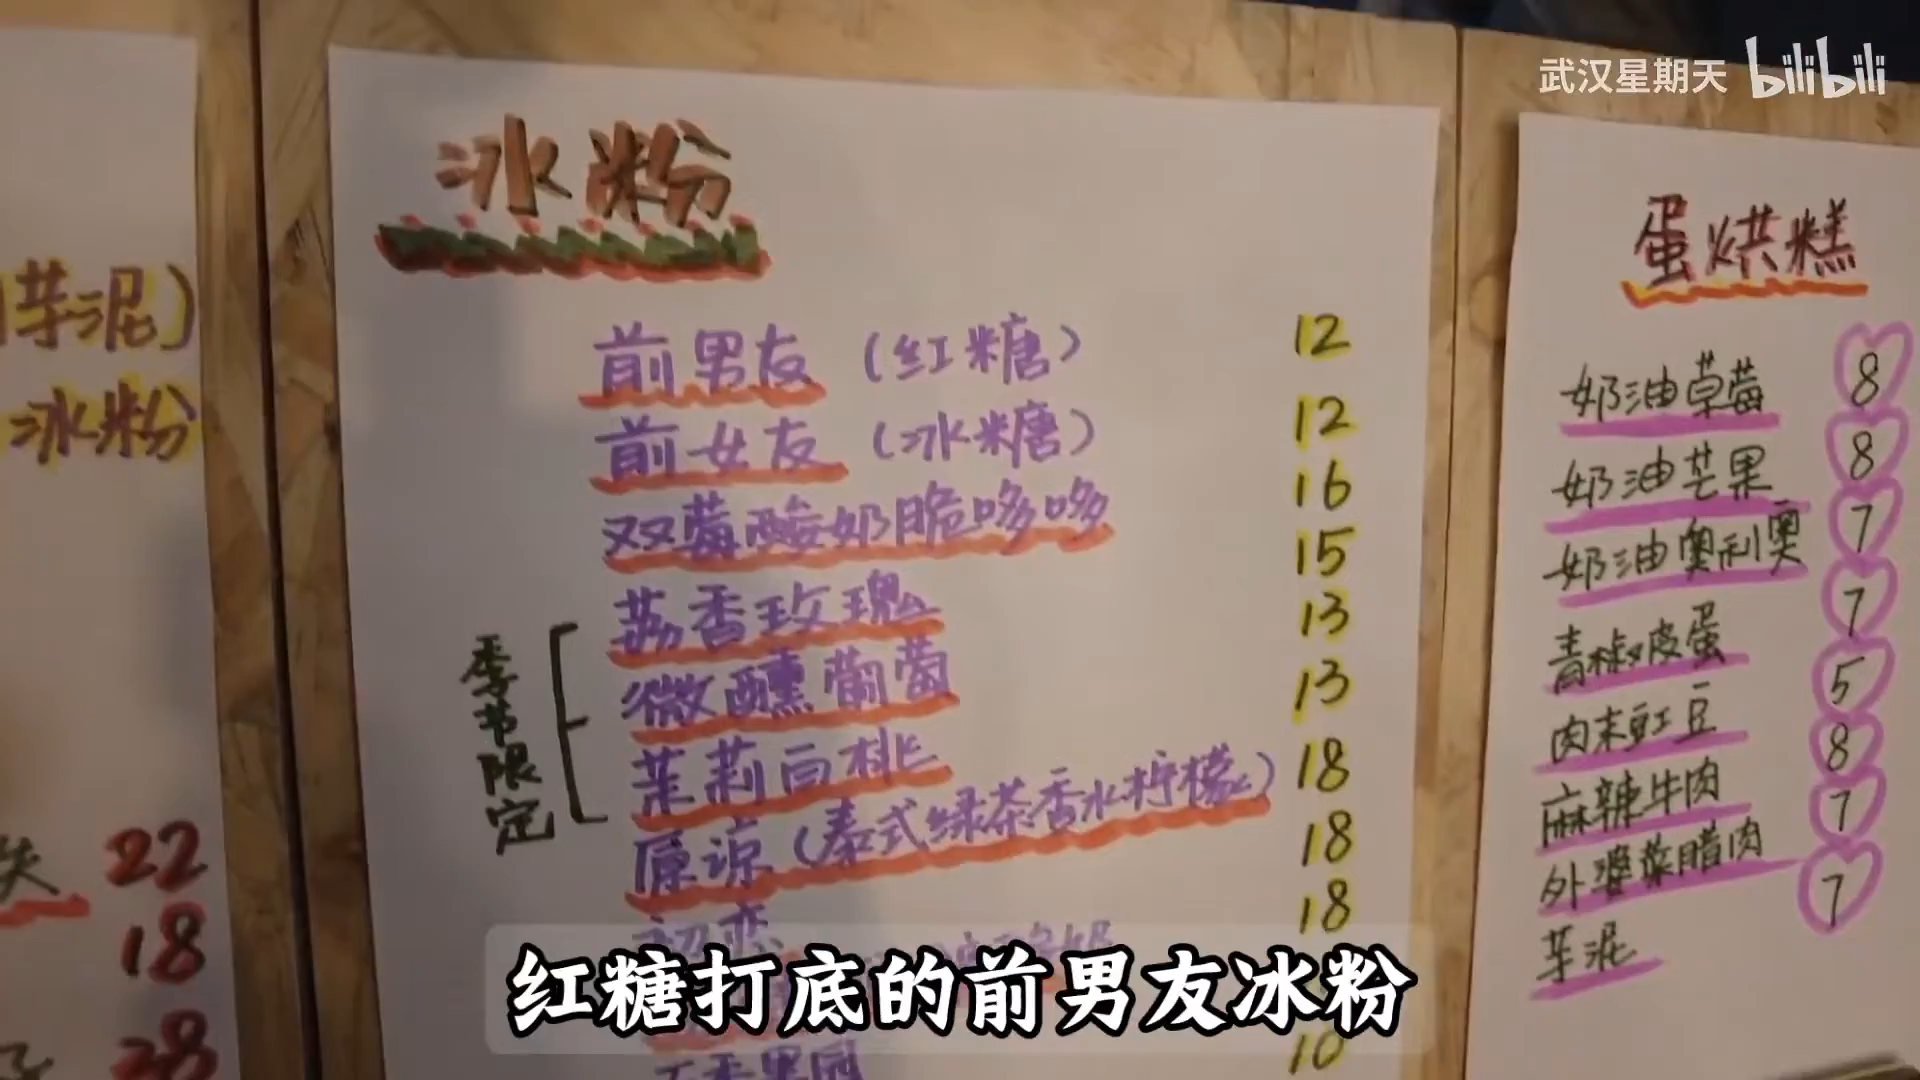 武汉星期天 bilibili
芋泥)
冰粉
22
18
28
冰粉
前男友(红糖) 12
前女友(冰糖) 12
双莓酸奶脆哆哆 16
季节限定
荔香玫瑰 15
微醺葡萄 13
茉莉白桃 13
原谅(泰式绿茶香水柠檬) 18
初恋 18
18
10
蛋烘糕
奶油草莓 8
奶油芒果 8
奶油奥利奥 7
青椒皮蛋 7
肉末豇豆 5
麻辣牛肉 8
外婆菜腊肉 7
芋泥 7
红糖打底的前男友冰粉